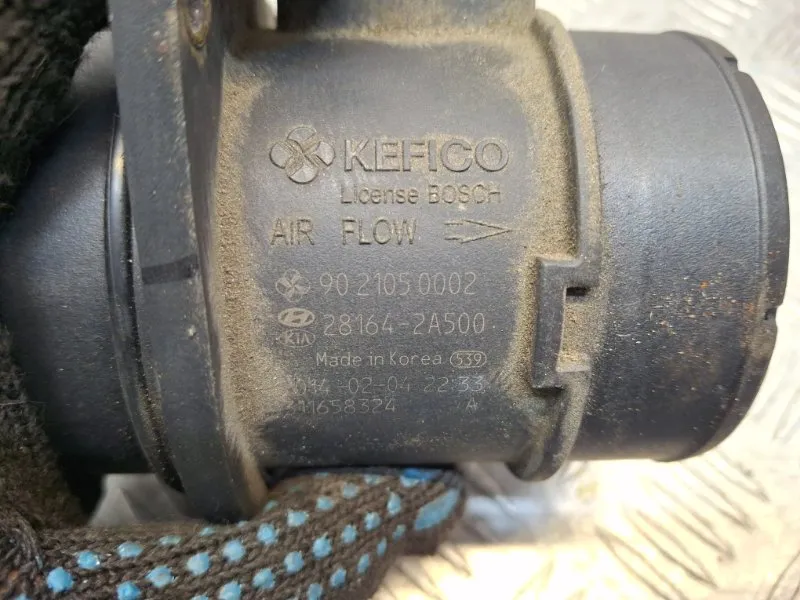 KEFICO
License BOSCH
AIR FLOW
90 2105 0002
28164-2A500
KIA
Made in Korea 539
2014-02-04 22:33
A